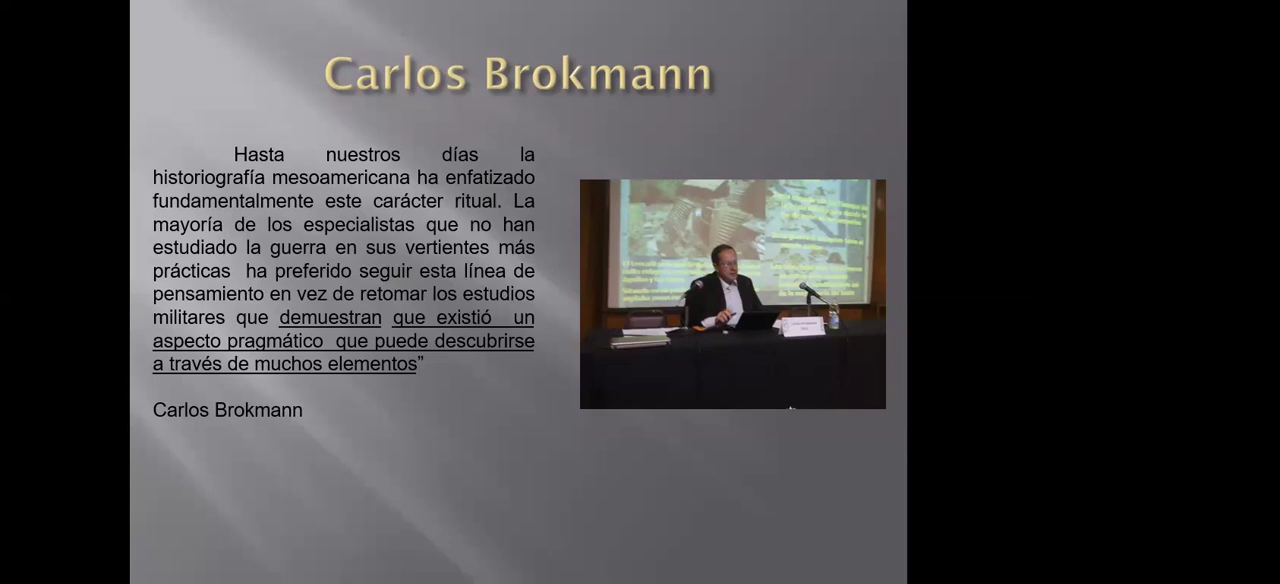 Carlos Brokmann
Hasta nuestros días la
historiografía mesoamericana ha enfatizado
fundamentalmente este carácter ritual. La
mayoría de los especialistas que no han
estudiado la guerra en sus vertientes más
prácticas ha preferido seguir esta línea de
pensamiento en vez de retomar los estudios
militares que demuestran que existió un
aspecto pragmático que puede descubrirse
a través de muchos elementos”
Carlos Brokmann